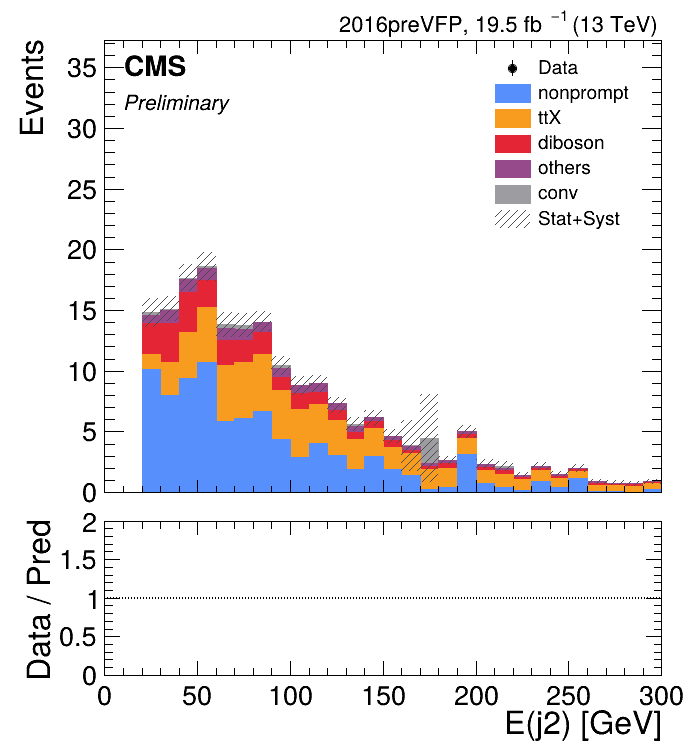 2016preVFP, 19.5 fb⁻¹ (13 TeV)
CMS
Preliminary
Events
35
30
25
20
15
10
5
0
Data
nonprompt
ttX
diboson
others
conv
Stat+Syst
Data / Pred
2
1.5
1
0.5
0
0 50 100 150 200 250 300
E(j2) [GeV]